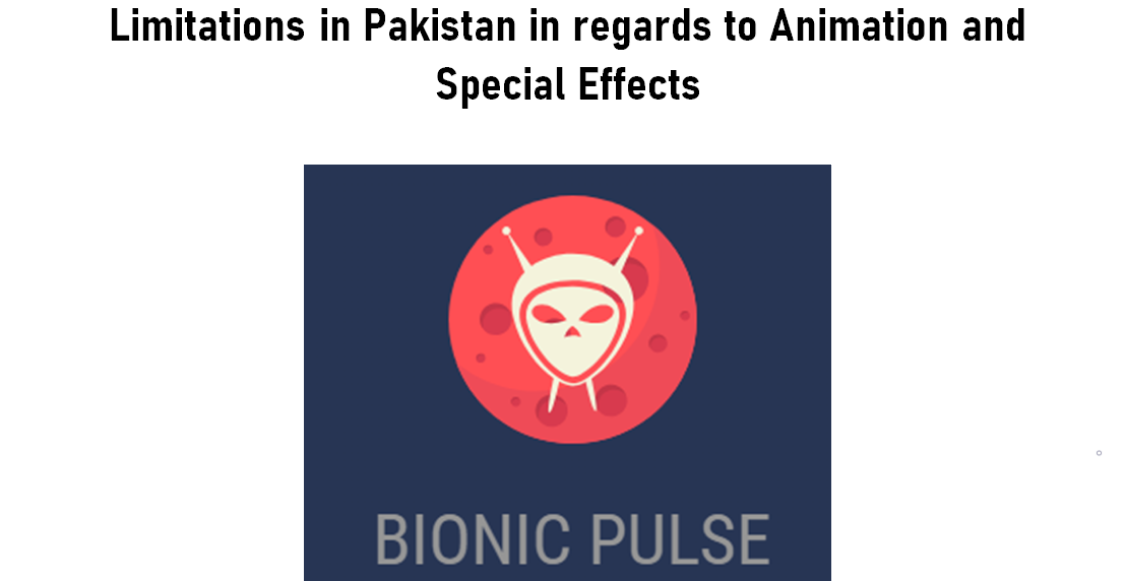 Limitations in Pakistan in regards to Animation and
Special Effects
BIONIC PULSE